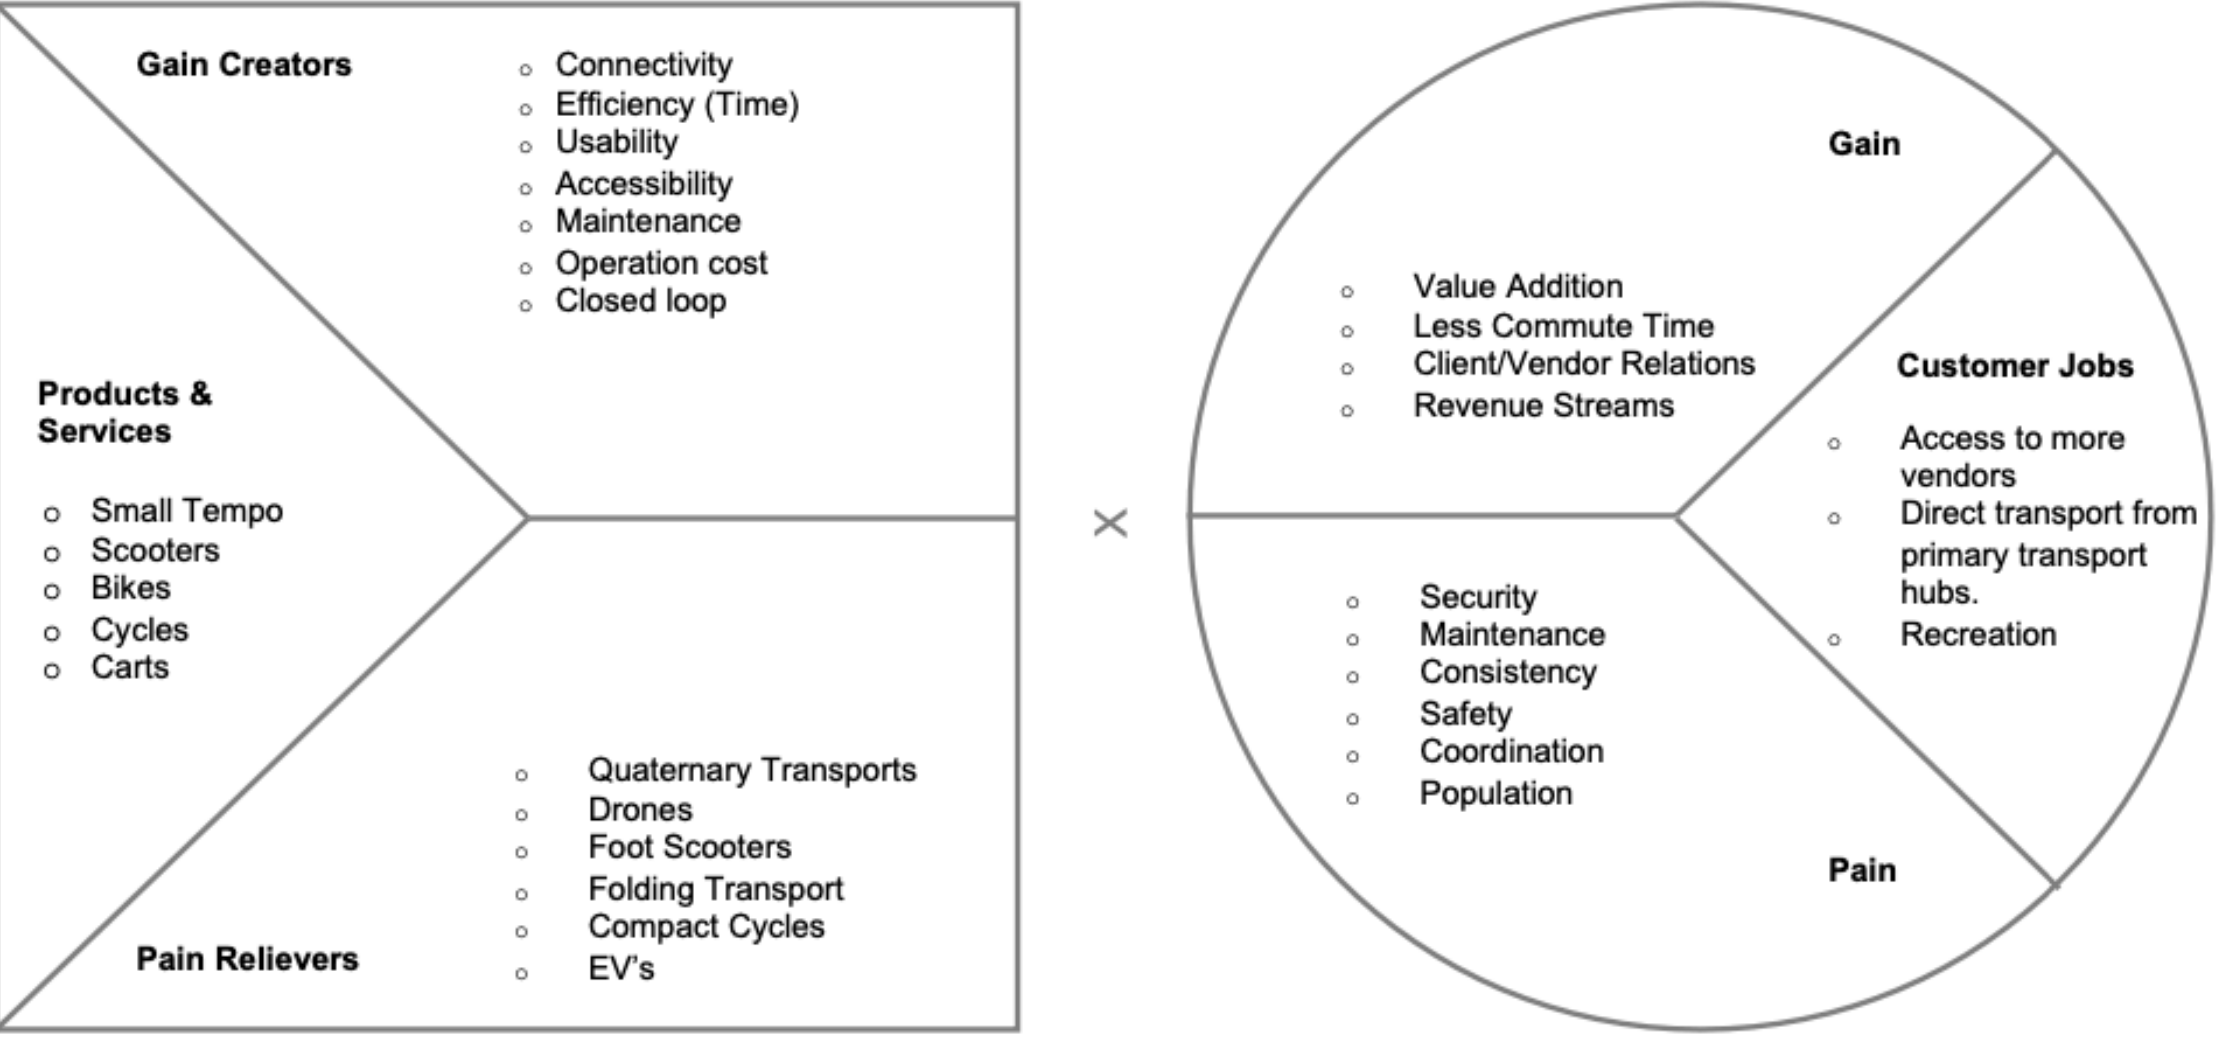 Gain Creators
Connectivity
Efficiency (Time)
Usability
Accessibility
Maintenance
Operation cost
Closed loop
Products &
Services
Small Tempo
Scooters
Bikes
Cycles
Carts
Quaternary Transports
Drones
Foot Scooters
Folding Transport
Compact Cycles
EV’s
Pain Relievers
X
Gain
Value Addition
Less Commute Time
Client/Vendor Relations
Revenue Streams
Customer Jobs
Access to more
vendors
Direct transport from
primary transport
hubs.
Recreation
Security
Maintenance
Consistency
Safety
Coordination
Population
Pain